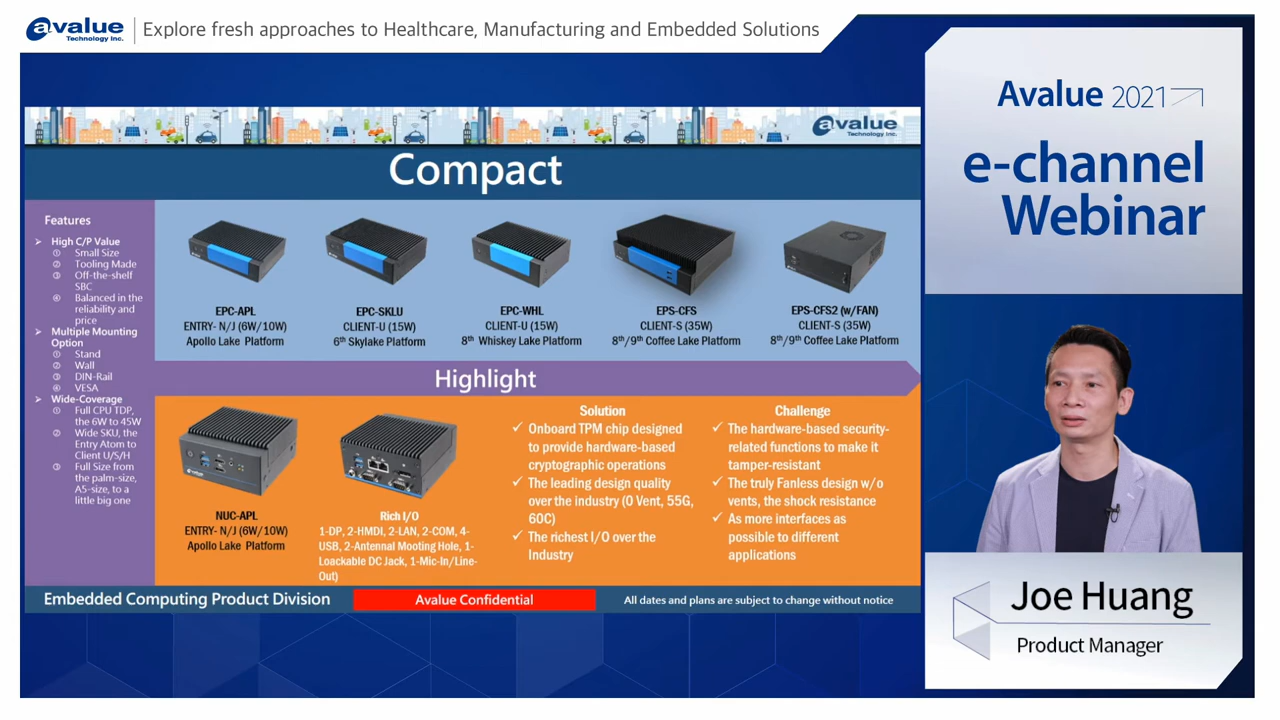 avalue
Technology Inc.
Explore fresh approaches to Healthcare, Manufacturing and Embedded Solutions
avalue
Technology Inc.
Compact
Features
High C/P Value
① Small Size
② Tooling Made
③ Off-the-shelf
SBC
④ Balanced in the
reliability and
price
Multiple Mounting
Option
① Stand
② Wall
③ DIN-Rail
④ VESA
Wide-Coverage
① Full CPU TDP,
the 6W to 45W
② Wide SKU, the
Entry Atom to
Client U/S/H
③ Full Size from
the palm-size,
A5-size, to a
little big one
EPC-APL
ENTRY- N/J (6W/10W)
Apollo Lake Platform
EPC-SKLU
CLIENT-U (15W)
6th Skylake Platform
EPC-WHL
CLIENT-U (15W)
8th Whiskey Lake Platform
EPS-CFS
CLIENT-S (35W)
8th/9th Coffee Lake Platform
EPS-CFS2 (w/FAN)
CLIENT-S (35W)
8th/9th Coffee Lake Platform
Highlight
NUC-APL
ENTRY- N/J (6W/10W)
Apollo Lake Platform
Rich I/O
1-DP, 2-HMDI, 2-LAN, 2-COM, 4-
USB, 2-Antennal Mooting Hole, 1-
Loackable DC Jack, 1-Mic-In/Line-
Out)
Solution
Onboard TPM chip designed
to provide hardware-based
cryptographic operations
The leading design quality
over the industry (0 Vent, 55G,
60C)
The richest I/O over the
Industry
Challenge
The hardware-based security-
related functions to make it
tamper-resistant
The truly Fanless design w/o
vents, the shock resistance
As more interfaces as
possible to different
applications
Embedded Computing Product Division
Avalue Confidential
All dates and plans are subject to change without notice
Avalue 2021
e-channel
Webinar
Joe Huang
Product Manager